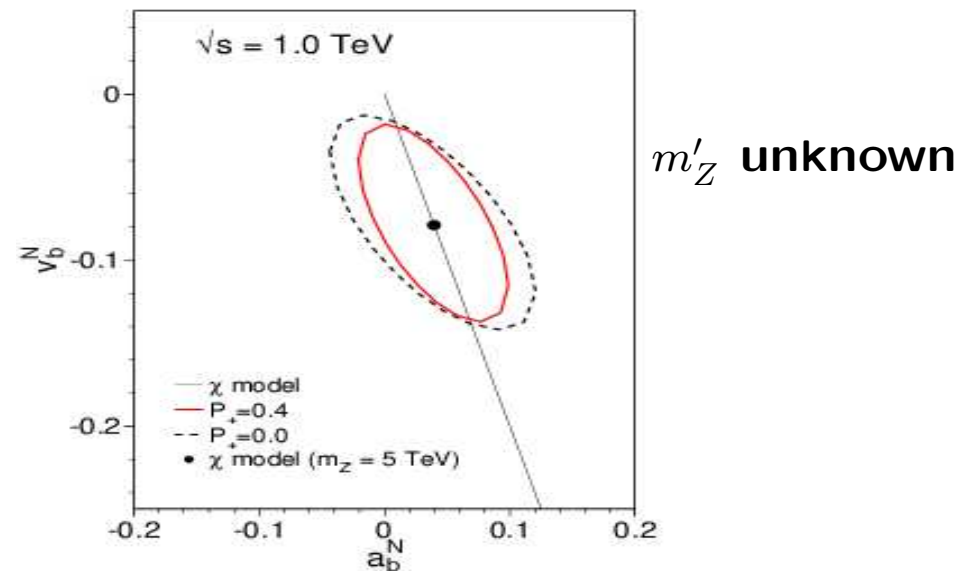 √s = 1.0 TeV
0
-0.1
-0.2
v_b^N
χ model
P_+=0.4
P_+=0.0
χ model (m_Z = 5 TeV)
-0.2 -0.1 0 0.1 0.2
a_b^N
m′_Z unknown